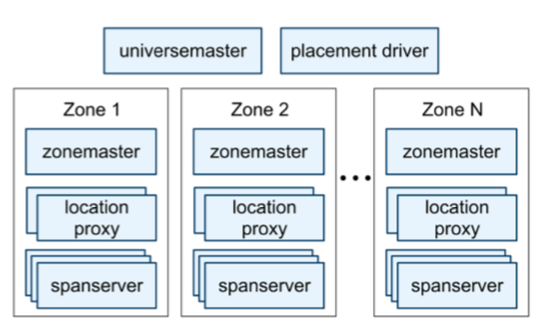 universemaster
placement driver
Zone 1
zonemaster
location
proxy
spanserver
Zone 2
zonemaster
location
proxy
spanserver
...
Zone N
zonemaster
location
proxy
spanserver